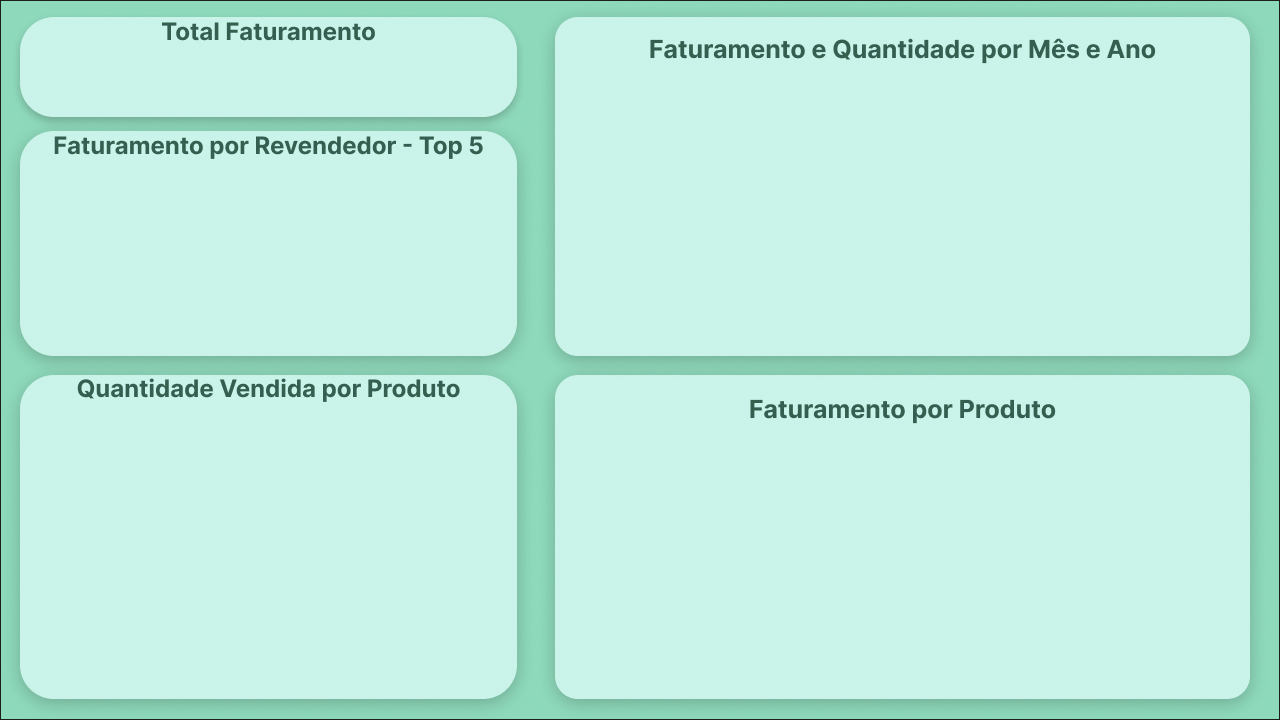 Total Faturamento
Faturamento e Quantidade por Mês e Ano
Faturamento por Revendedor - Top 5
Quantidade Vendida por Produto
Faturamento por Produto